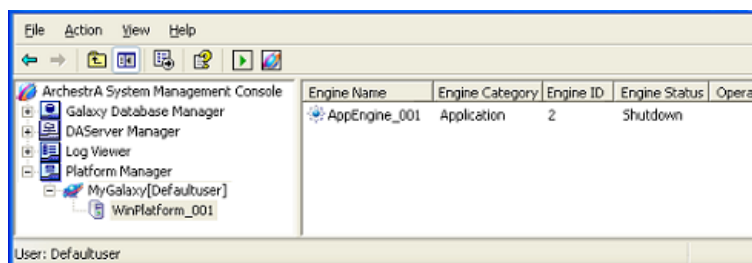 File Action View Help
ArchestrA System Management Console
Galaxy Database Manager
DAServer Manager
Log Viewer
Platform Manager
MyGalaxy[Defaultuser]
WinPlatform_001
Engine Name Engine Category Engine ID Engine Status Opera
AppEngine_001 Application 2 Shutdown
User: Defaultuser